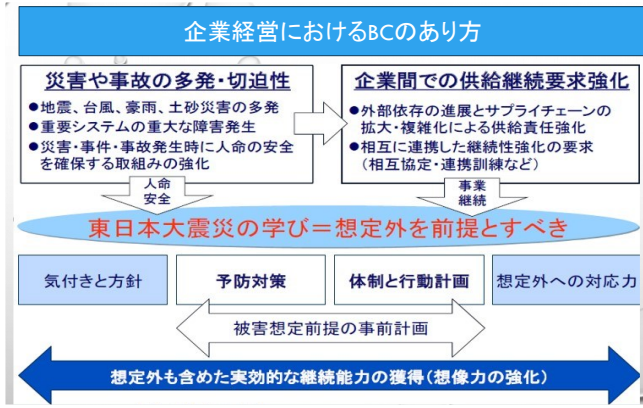 企業経営におけるBCのあり方
災害や事故の多発・切迫性
●地震、台風、豪雨、土砂災害の多発
●重要システムの重大な障害発生
●災害・事件・事故発生時に人命の安全
を確保する取組みの強化
企業間での供給継続要求強化
●外部依存の進展とサプライチェーンの
拡大・複雑化による供給責任強化
●相互に連携した継続性強化の要求
（相互協定・連携訓練など）
人命
安全
事業
継続
東日本大震災の学び＝想定外を前提とすべき
気付きと方針
予防対策
体制と行動計画
想定外への対応力
被害想定前提の事前計画
想定外も含めた実効的な継続能力の獲得（想像力の強化）